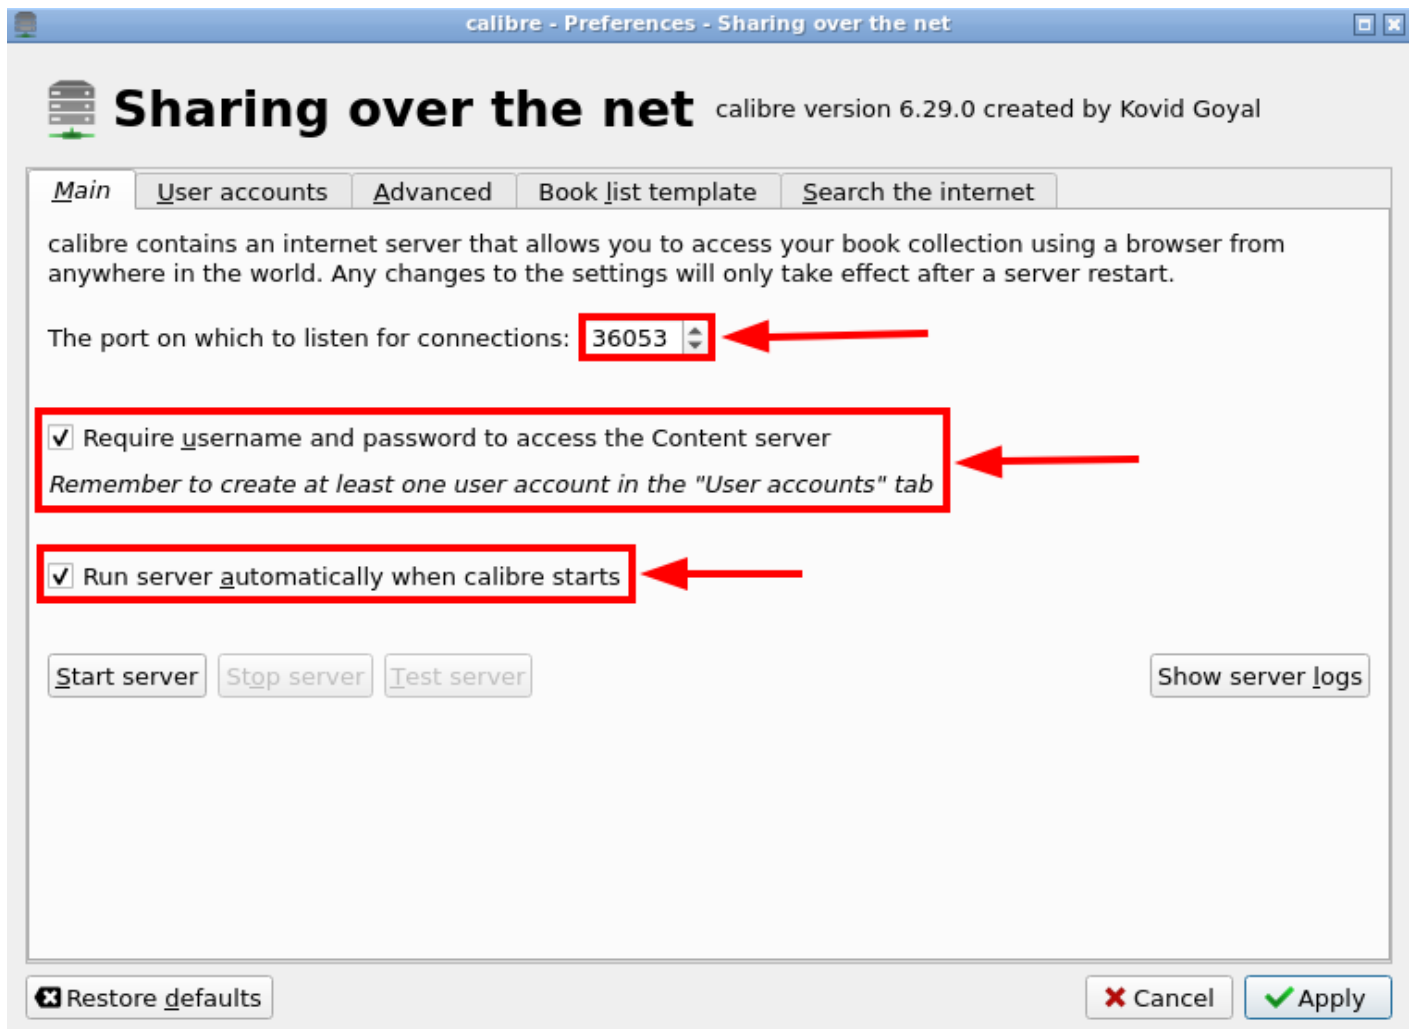 calibre - Preferences - Sharing over the net
Sharing over the net calibre version 6.29.0 created by Kovid Goyal
Main User accounts Advanced Book list template Search the internet
calibre contains an internet server that allows you to access your book collection using a browser from
anywhere in the world. Any changes to the settings will only take effect after a server restart.
The port on which to listen for connections: 36053
Require username and password to access the Content server
Remember to create at least one user account in the "User accounts" tab
Run server automatically when calibre starts
Start server Stop server Test server Show server logs
Restore defaults Cancel Apply